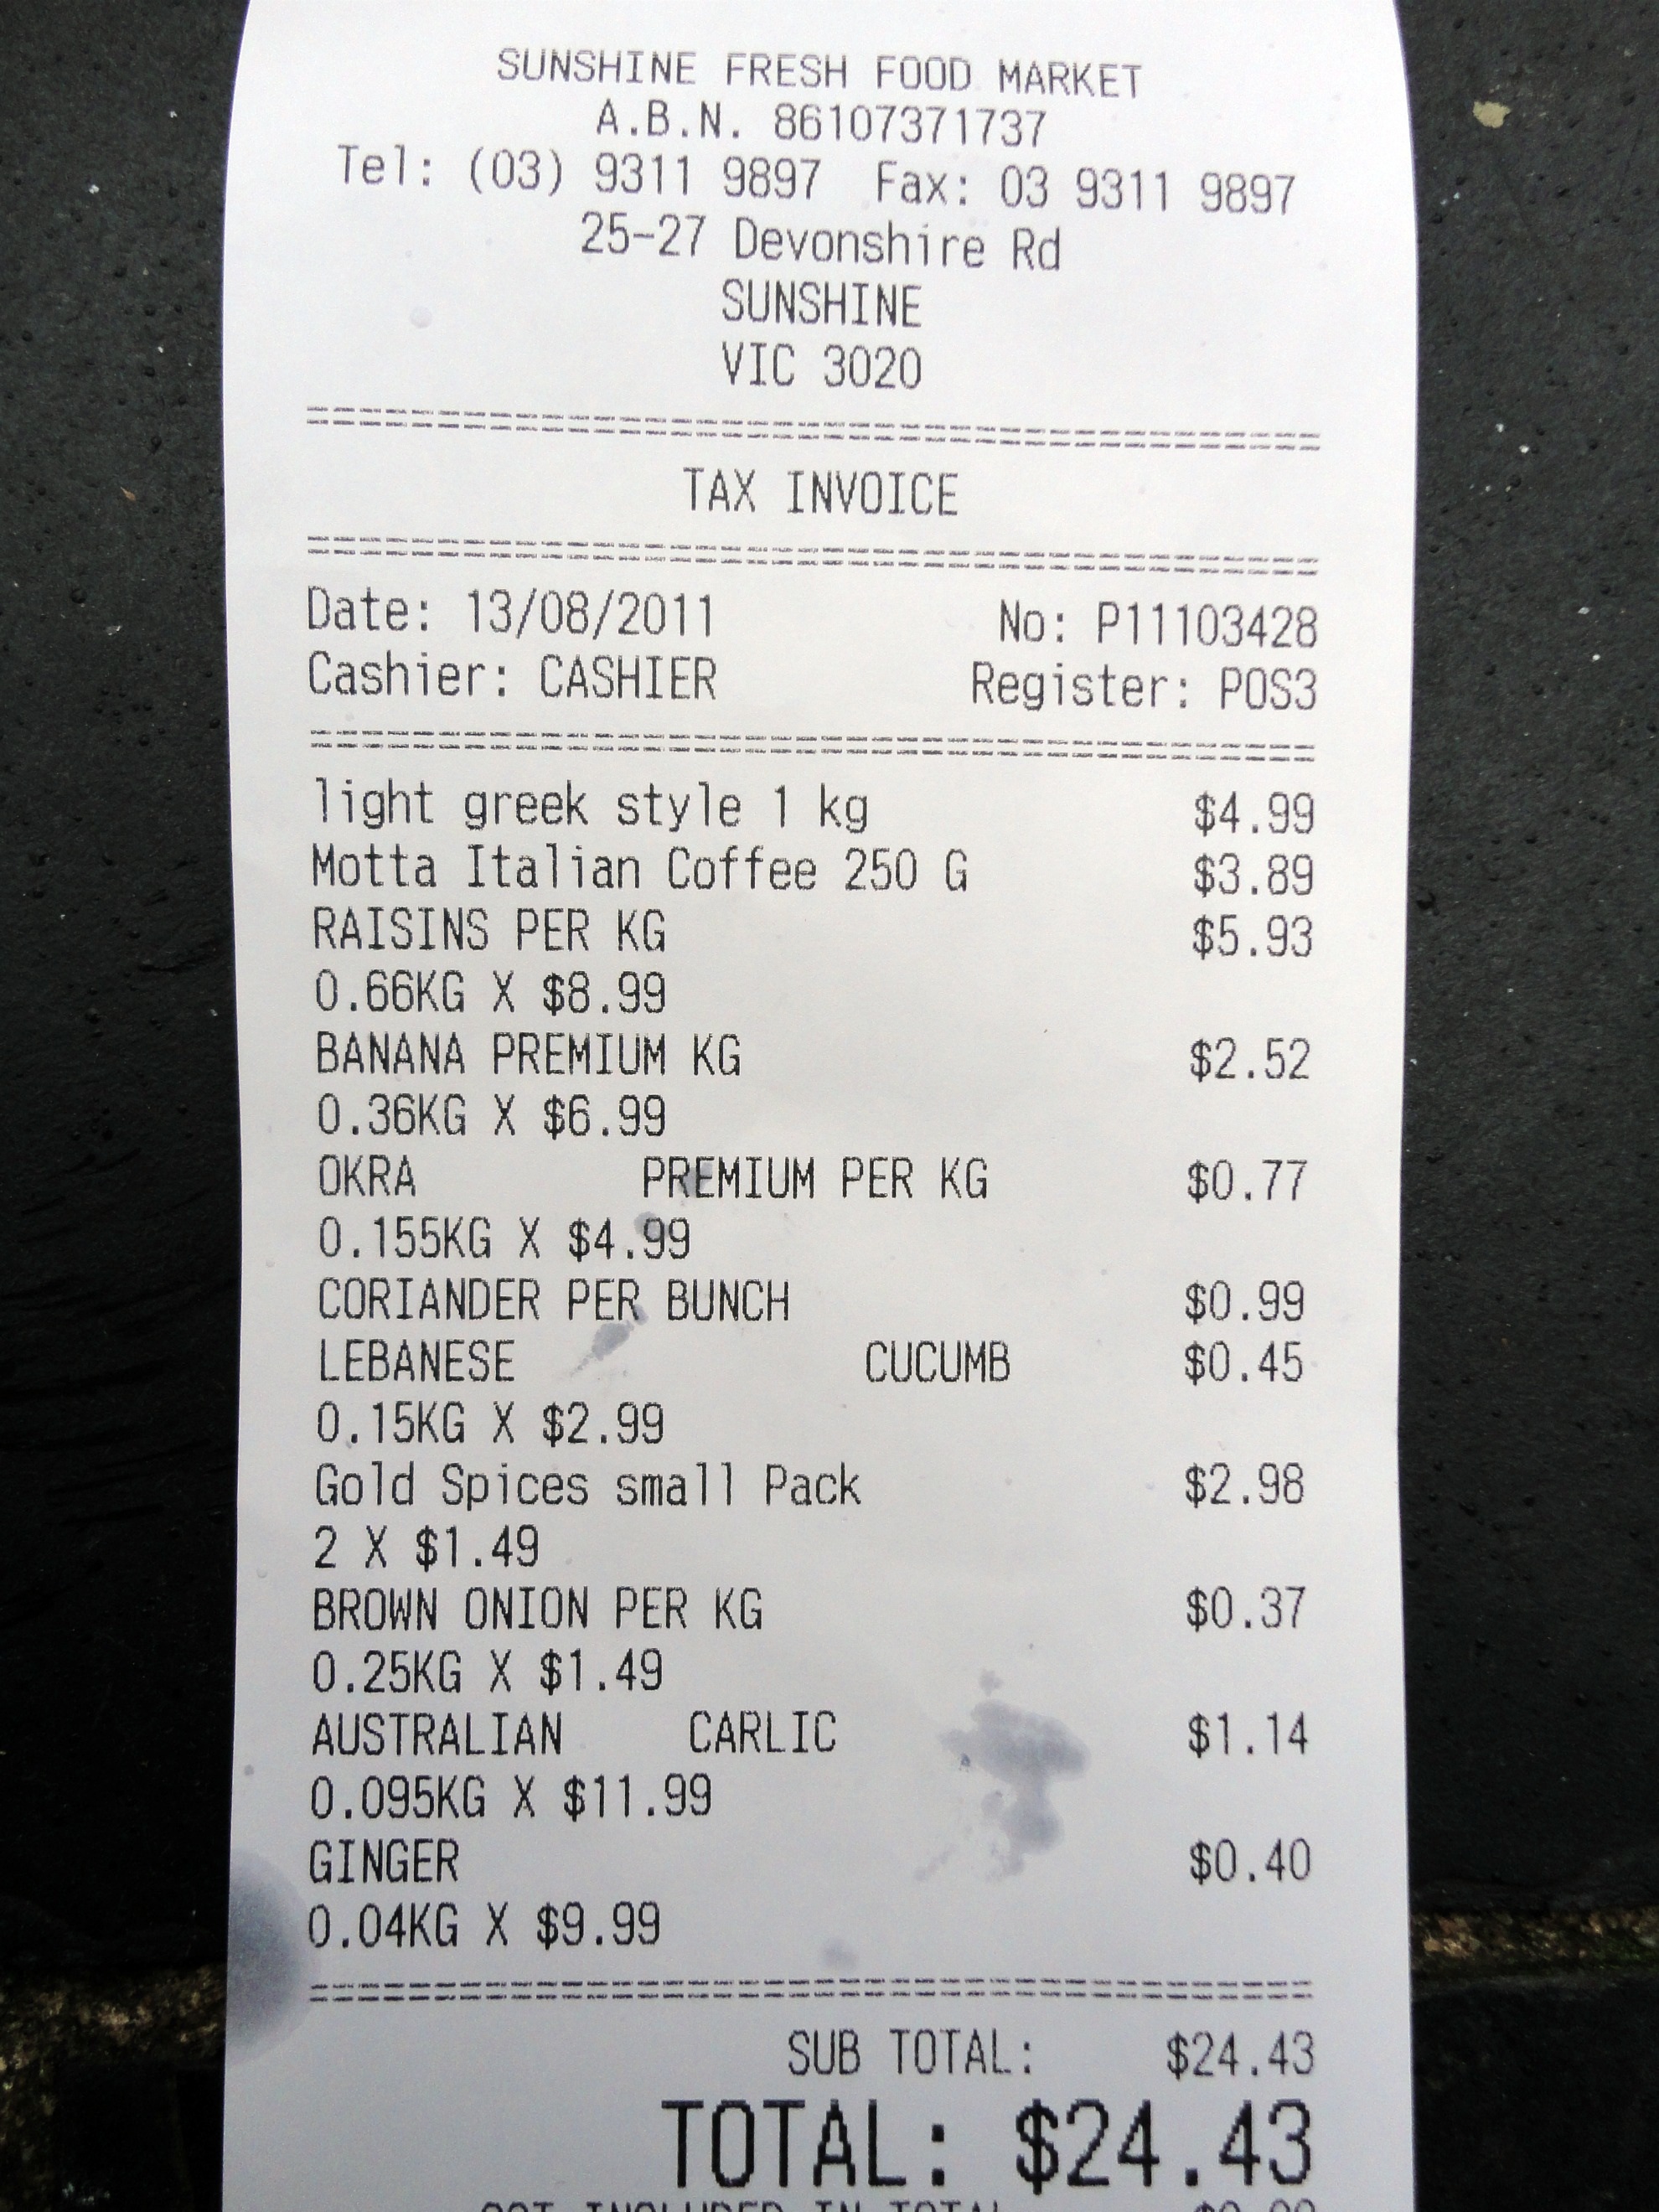 SUNSHINE FRESH FOOD MARKET
A.B.N. 86107371737
Tel: (03) 9311 9897 Fax: 03 9311 9897
25-27 Devonshire Rd
SUNSHINE
VIC 3020
TAX INVOICE
Date: 13/08/2011 No: P11103428
Cashier: CASHIER Register: POS3
light greek style 1 kg $4.99
Motta Italian Coffee 250 G $3.89
RAISINS PER KG $5.93
0.66KG X $8.99
BANANA PREMIUM KG $2.52
0.36KG X $6.99
OKRA PREMIUM PER KG $0.77
0.155KG X $4.99
CORIANDER PER BUNCH $0.99
LEBANESE CUCUMB $0.45
0.15KG X $2.99
Gold Spices small Pack $2.98
2 X $1.49
BROWN ONION PER KG $0.37
0.25KG X $1.49
AUSTRALIAN CARLIC $1.14
0.095KG X $11.99
GINGER $0.40
0.04KG X $9.99
SUB TOTAL: $24.43
TOTAL: $24.43
GST INCLUDED IN TOTAL